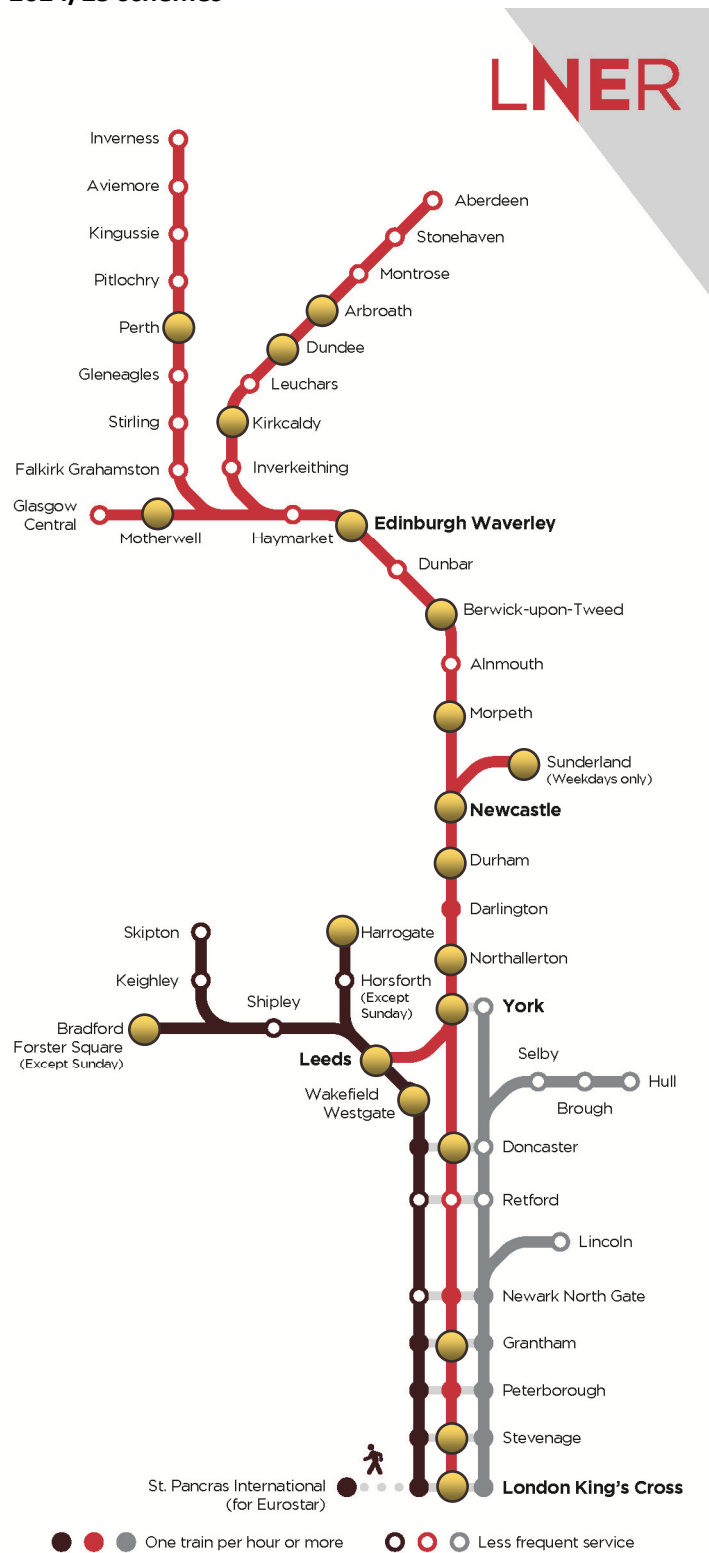 LNER
Inverness
Aviemore
Kingussie
Pitlochry
Perth
Gleneagles
Stirling
Falkirk Grahamston
Glasgow
Central
Motherwell
Haymarket
Aberdeen
Stonehaven
Montrose
Arbroath
Dundee
Leuchars
Kirkcaldy
Inverkeithing
Edinburgh Waverley
Dunbar
Berwick-upon-Tweed
Alnmouth
Morpeth
Sunderland
(Weekdays only)
Newcastle
Durham
Darlington
Northallerton
York
Skipton
Keighley
Shipley
Bradford
Forster Square
(Except Sunday)
Harrogate
Horsforth
(Except
Sunday)
Leeds
Wakefield
Westgate
Selby
Brough
Hull
Doncaster
Retford
Lincoln
Newark North Gate
Grantham
Peterborough
Stevenage
London King's Cross
St. Pancras International
(for Eurostar)
One train per hour or more
Less frequent service